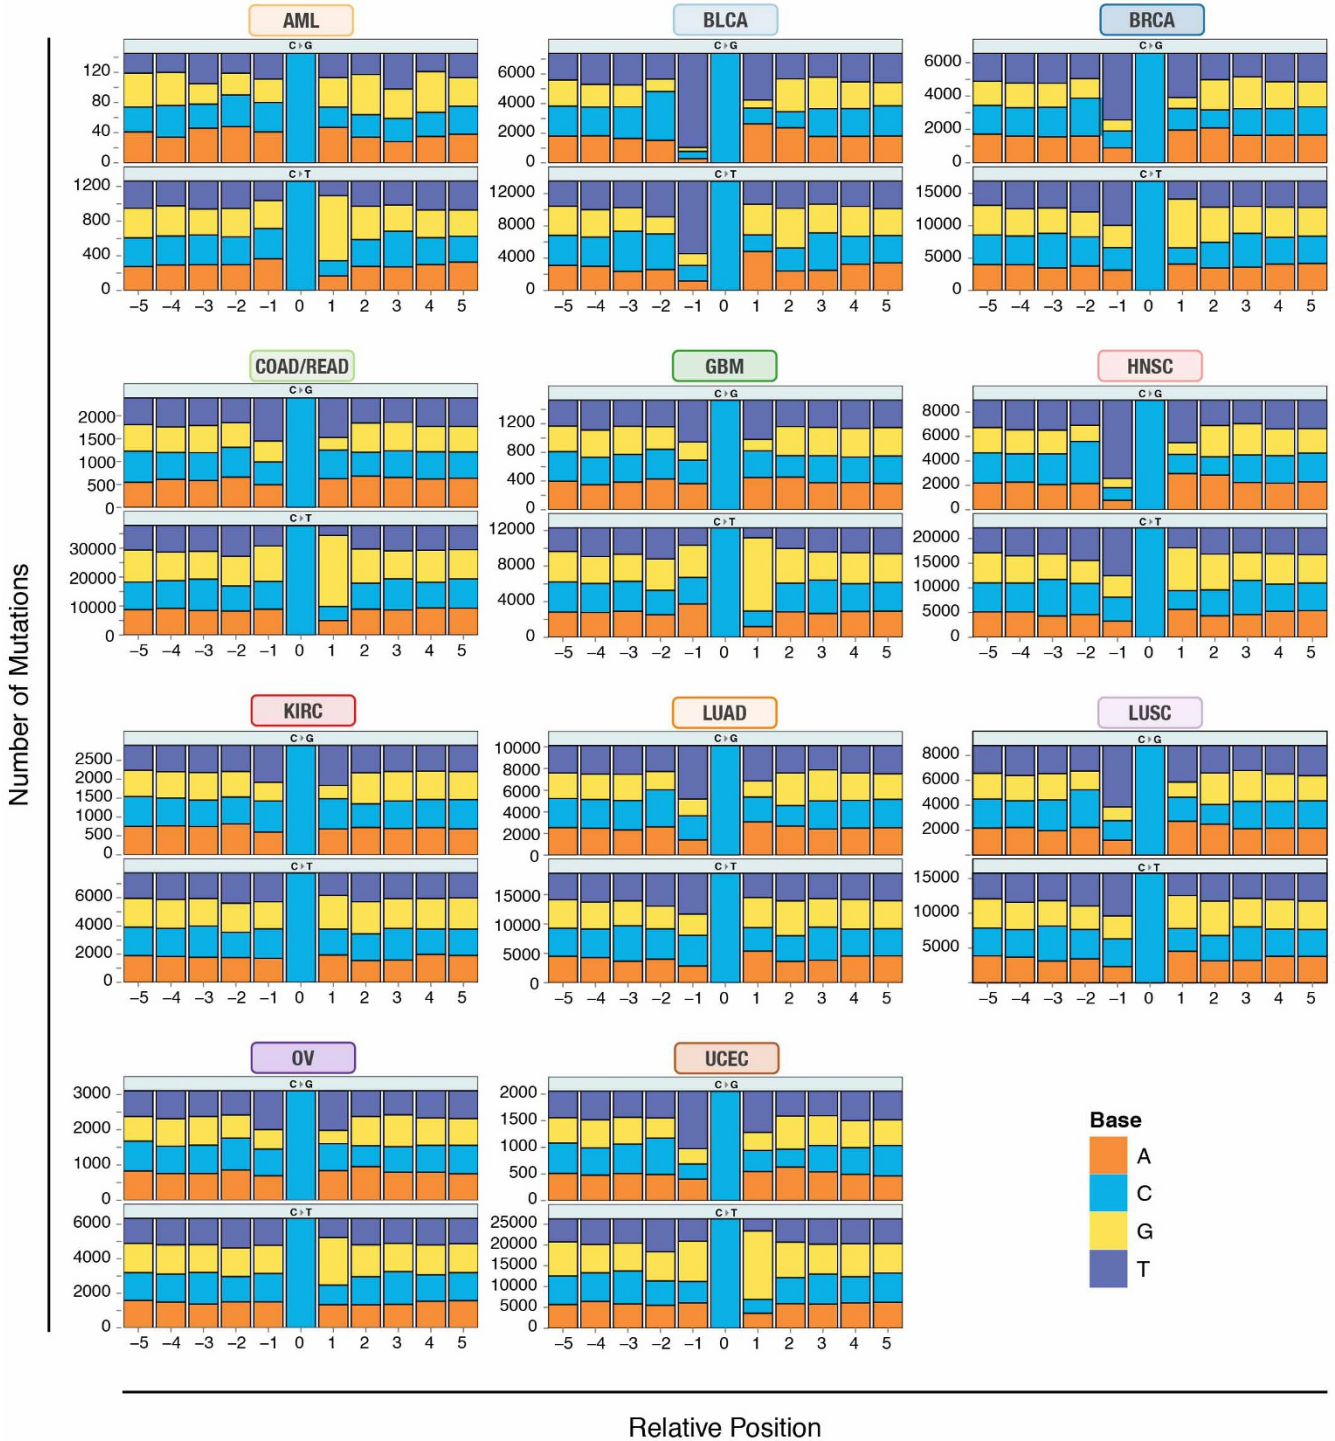 AML BLCA BRCA
C▸G C▸G C▸G
120 6000 6000
80 4000 4000
40 2000 2000
0 0 0
C▸T C▸T C▸T
1200 12000 15000
800 8000 10000
400 4000 5000
0 0 0
−5 −4 −3 −2 −1 0 1 2 3 4 5 −5 −4 −3 −2 −1 0 1 2 3 4 5 −5 −4 −3 −2 −1 0 1 2 3 4 5
COAD/READ GBM HNSC
C▸G C▸G C▸G
2000 1200 8000
1500 800 6000
1000 400 4000
500 0 2000
0 0
C▸T C▸T C▸T
30000 12000 20000
20000 8000 15000
10000 4000 10000
0 0 5000
0
−5 −4 −3 −2 −1 0 1 2 3 4 5 −5 −4 −3 −2 −1 0 1 2 3 4 5 −5 −4 −3 −2 −1 0 1 2 3 4 5
Number of Mutations
KIRC LUAD LUSC
C▸G C▸G C▸G
2500 10000 8000
2000 8000 6000
1500 6000 4000
1000 4000 2000
500 2000
0 0
C▸T C▸T C▸T
6000 15000 15000
4000 10000 10000
2000 5000 5000
0 0
−5 −4 −3 −2 −1 0 1 2 3 4 5 −5 −4 −3 −2 −1 0 1 2 3 4 5 −5 −4 −3 −2 −1 0 1 2 3 4 5
OV UCEC
C▸G C▸G
3000 2000
2000 1500
1000 1000
0 500
0
C▸T C▸T
6000 25000
4000 20000
2000 15000
0 10000
5000
0
−5 −4 −3 −2 −1 0 1 2 3 4 5 −5 −4 −3 −2 −1 0 1 2 3 4 5
Base
A
C
G
T
Relative Position